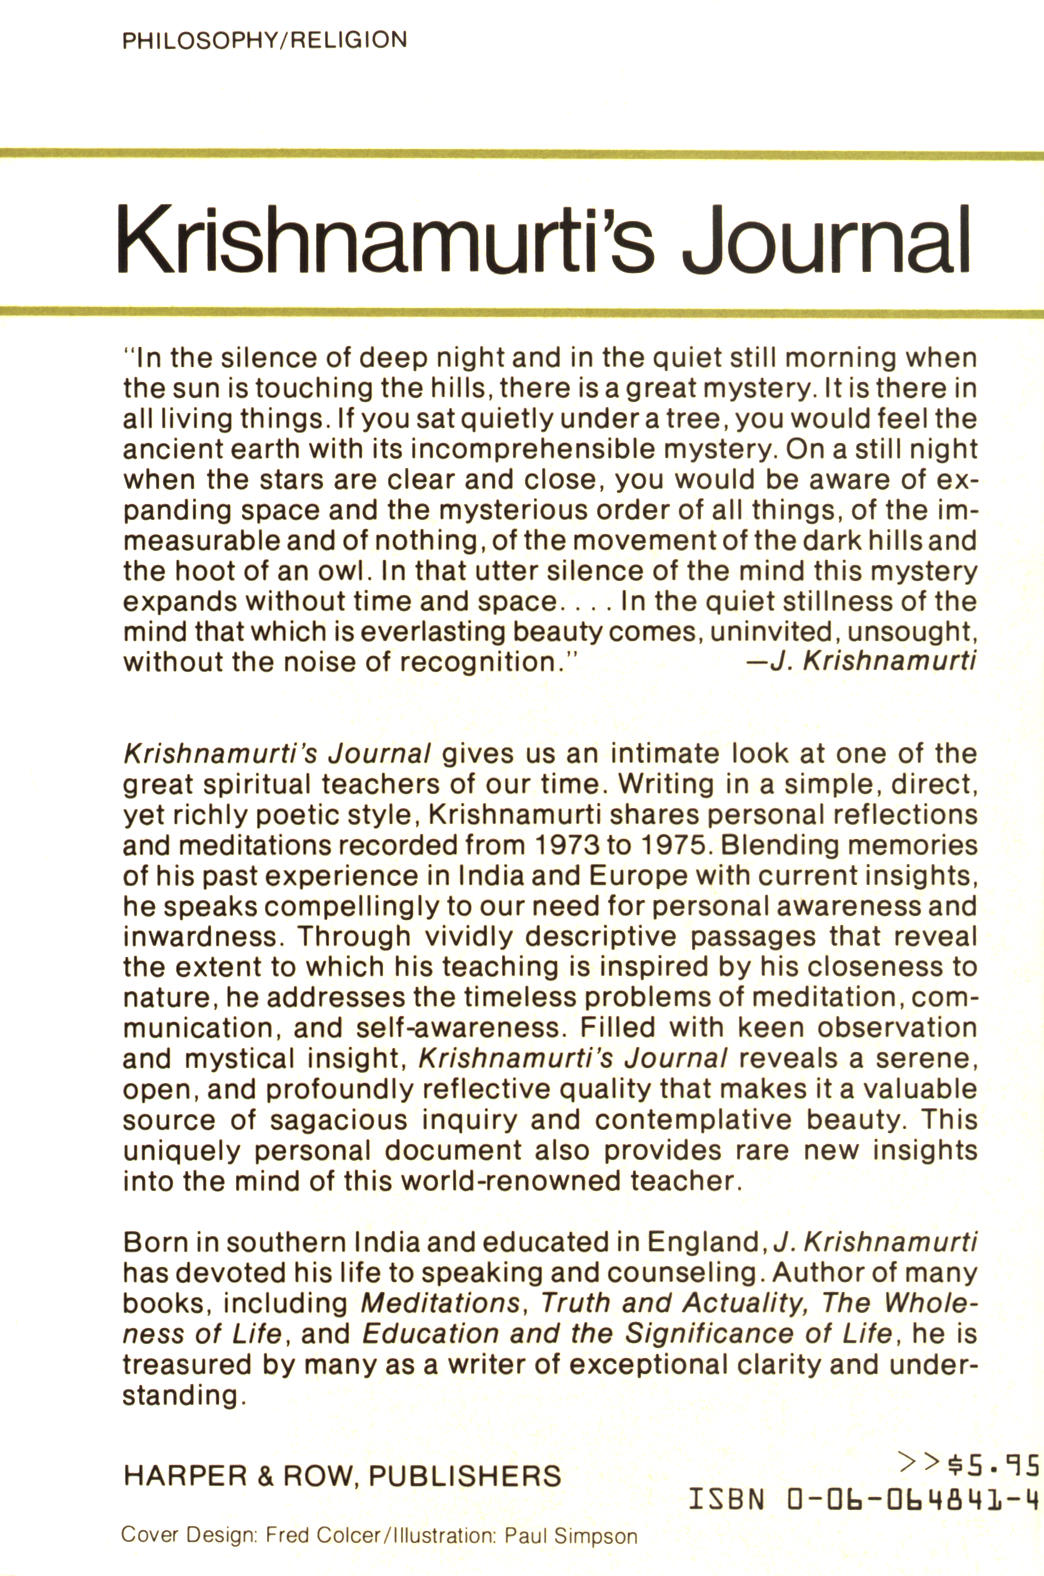 PHILOSOPHY/RELIGION
Krishnamurti's Journal
"In the silence of deep night and in the quiet still morning when
the sun is touching the hills, there is a great mystery. It is there in
all living things. If you sat quietly under a tree, you would feel the
ancient earth with its incomprehensible mystery. On a still night
when the stars are clear and close, you would be aware of ex-
panding space and the mysterious order of all things, of the im-
measurable and of nothing, of the movement of the dark hills and
the hoot of an owl. In that utter silence of the mind this mystery
expands without time and space. . . . In the quiet stillness of the
mind that which is everlasting beauty comes, uninvited, unsought,
without the noise of recognition." —J. Krishnamurti
Krishnamurti's Journal gives us an intimate look at one of the
great spiritual teachers of our time. Writing in a simple, direct,
yet richly poetic style, Krishnamurti shares personal reflections
and meditations recorded from 1973 to 1975. Blending memories
of his past experience in India and Europe with current insights,
he speaks compellingly to our need for personal awareness and
inwardness. Through vividly descriptive passages that reveal
the extent to which his teaching is inspired by his closeness to
nature, he addresses the timeless problems of meditation, com-
munication, and self-awareness. Filled with keen observation
and mystical insight, Krishnamurti's Journal reveals a serene,
open, and profoundly reflective quality that makes it a valuable
source of sagacious inquiry and contemplative beauty. This
uniquely personal document also provides rare new insights
into the mind of this world-renowned teacher.
Born in southern India and educated in England, J. Krishnamurti
has devoted his life to speaking and counseling. Author of many
books, including Meditations, Truth and Actuality, The Whole-
ness of Life, and Education and the Significance of Life, he is
treasured by many as a writer of exceptional clarity and under-
standing.
HARPER & ROW, PUBLISHERS
>>$5.95
ISBN 0-06-064841-4
Cover Design: Fred Colcer/Illustration: Paul Simpson